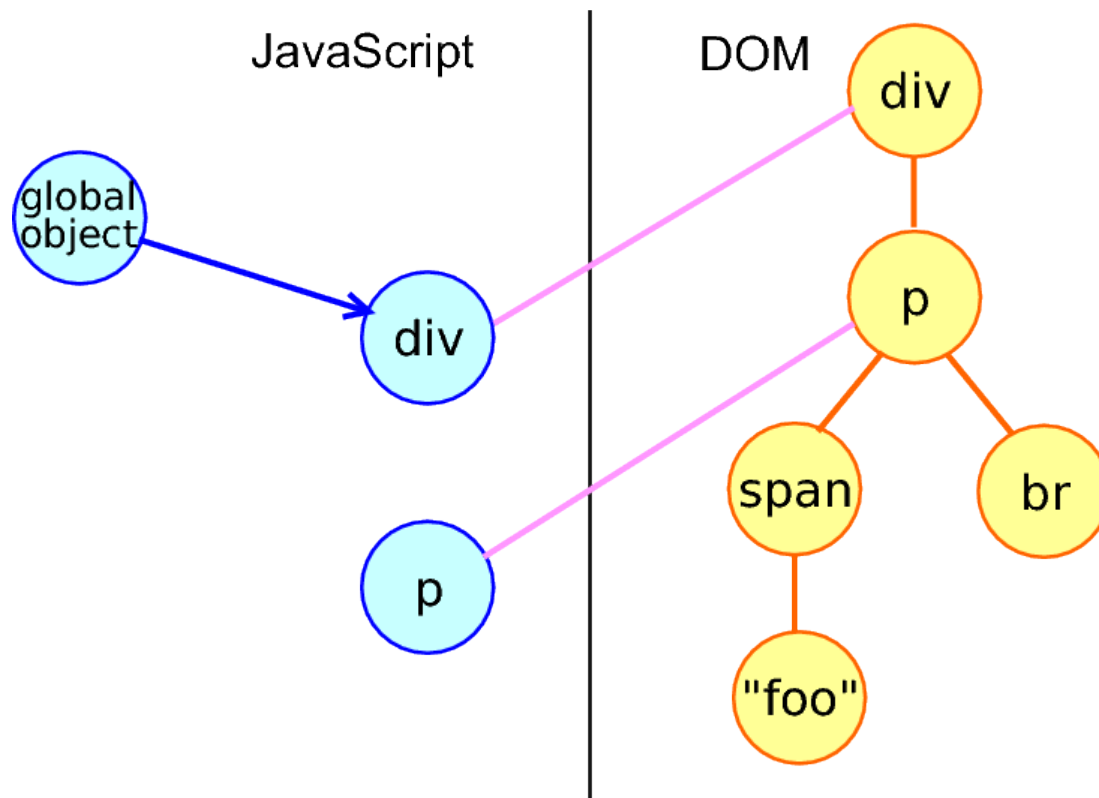 JavaScript
DOM
div
global
object
p
div
span
br
p
"foo"